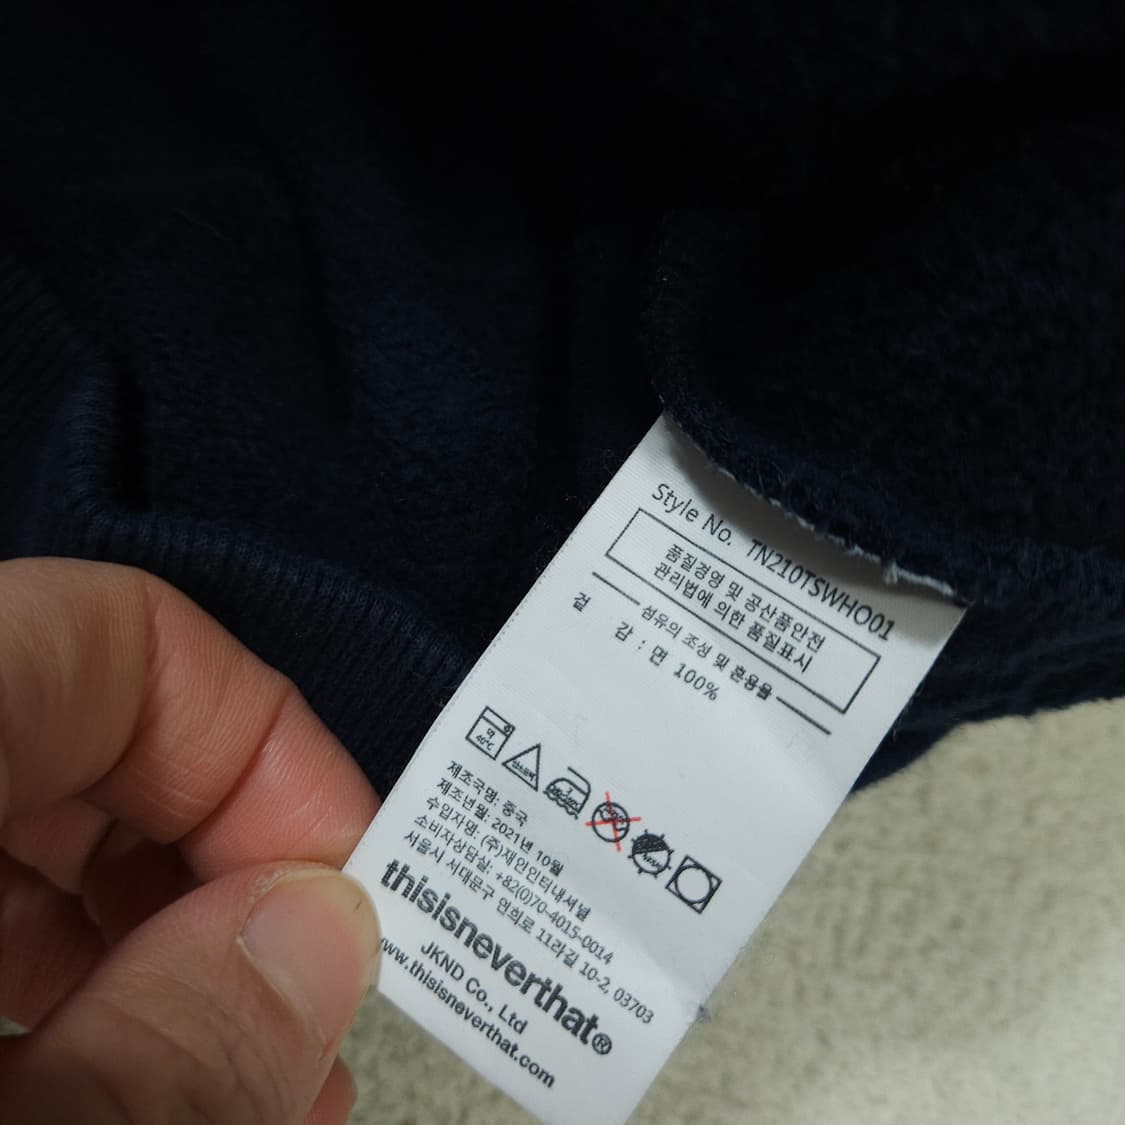 Style No. TN210TSWHO01
품질경영 및 공산품안전
관리법에 의한 품질표시
섬유의 조성 및 혼용율
겉 감 : 면 100%
약 40℃
제조국명: 중국
제조년월: 2021년 10월
수입자명: (주)재인인터내셔널
소비자상담실: +82(0)70-4015-0014
서울시 서대문구 연희로 11라길 10-2, 03703
thisisneverthat®
JKND Co., Ltd
www.thisisneverthat.com